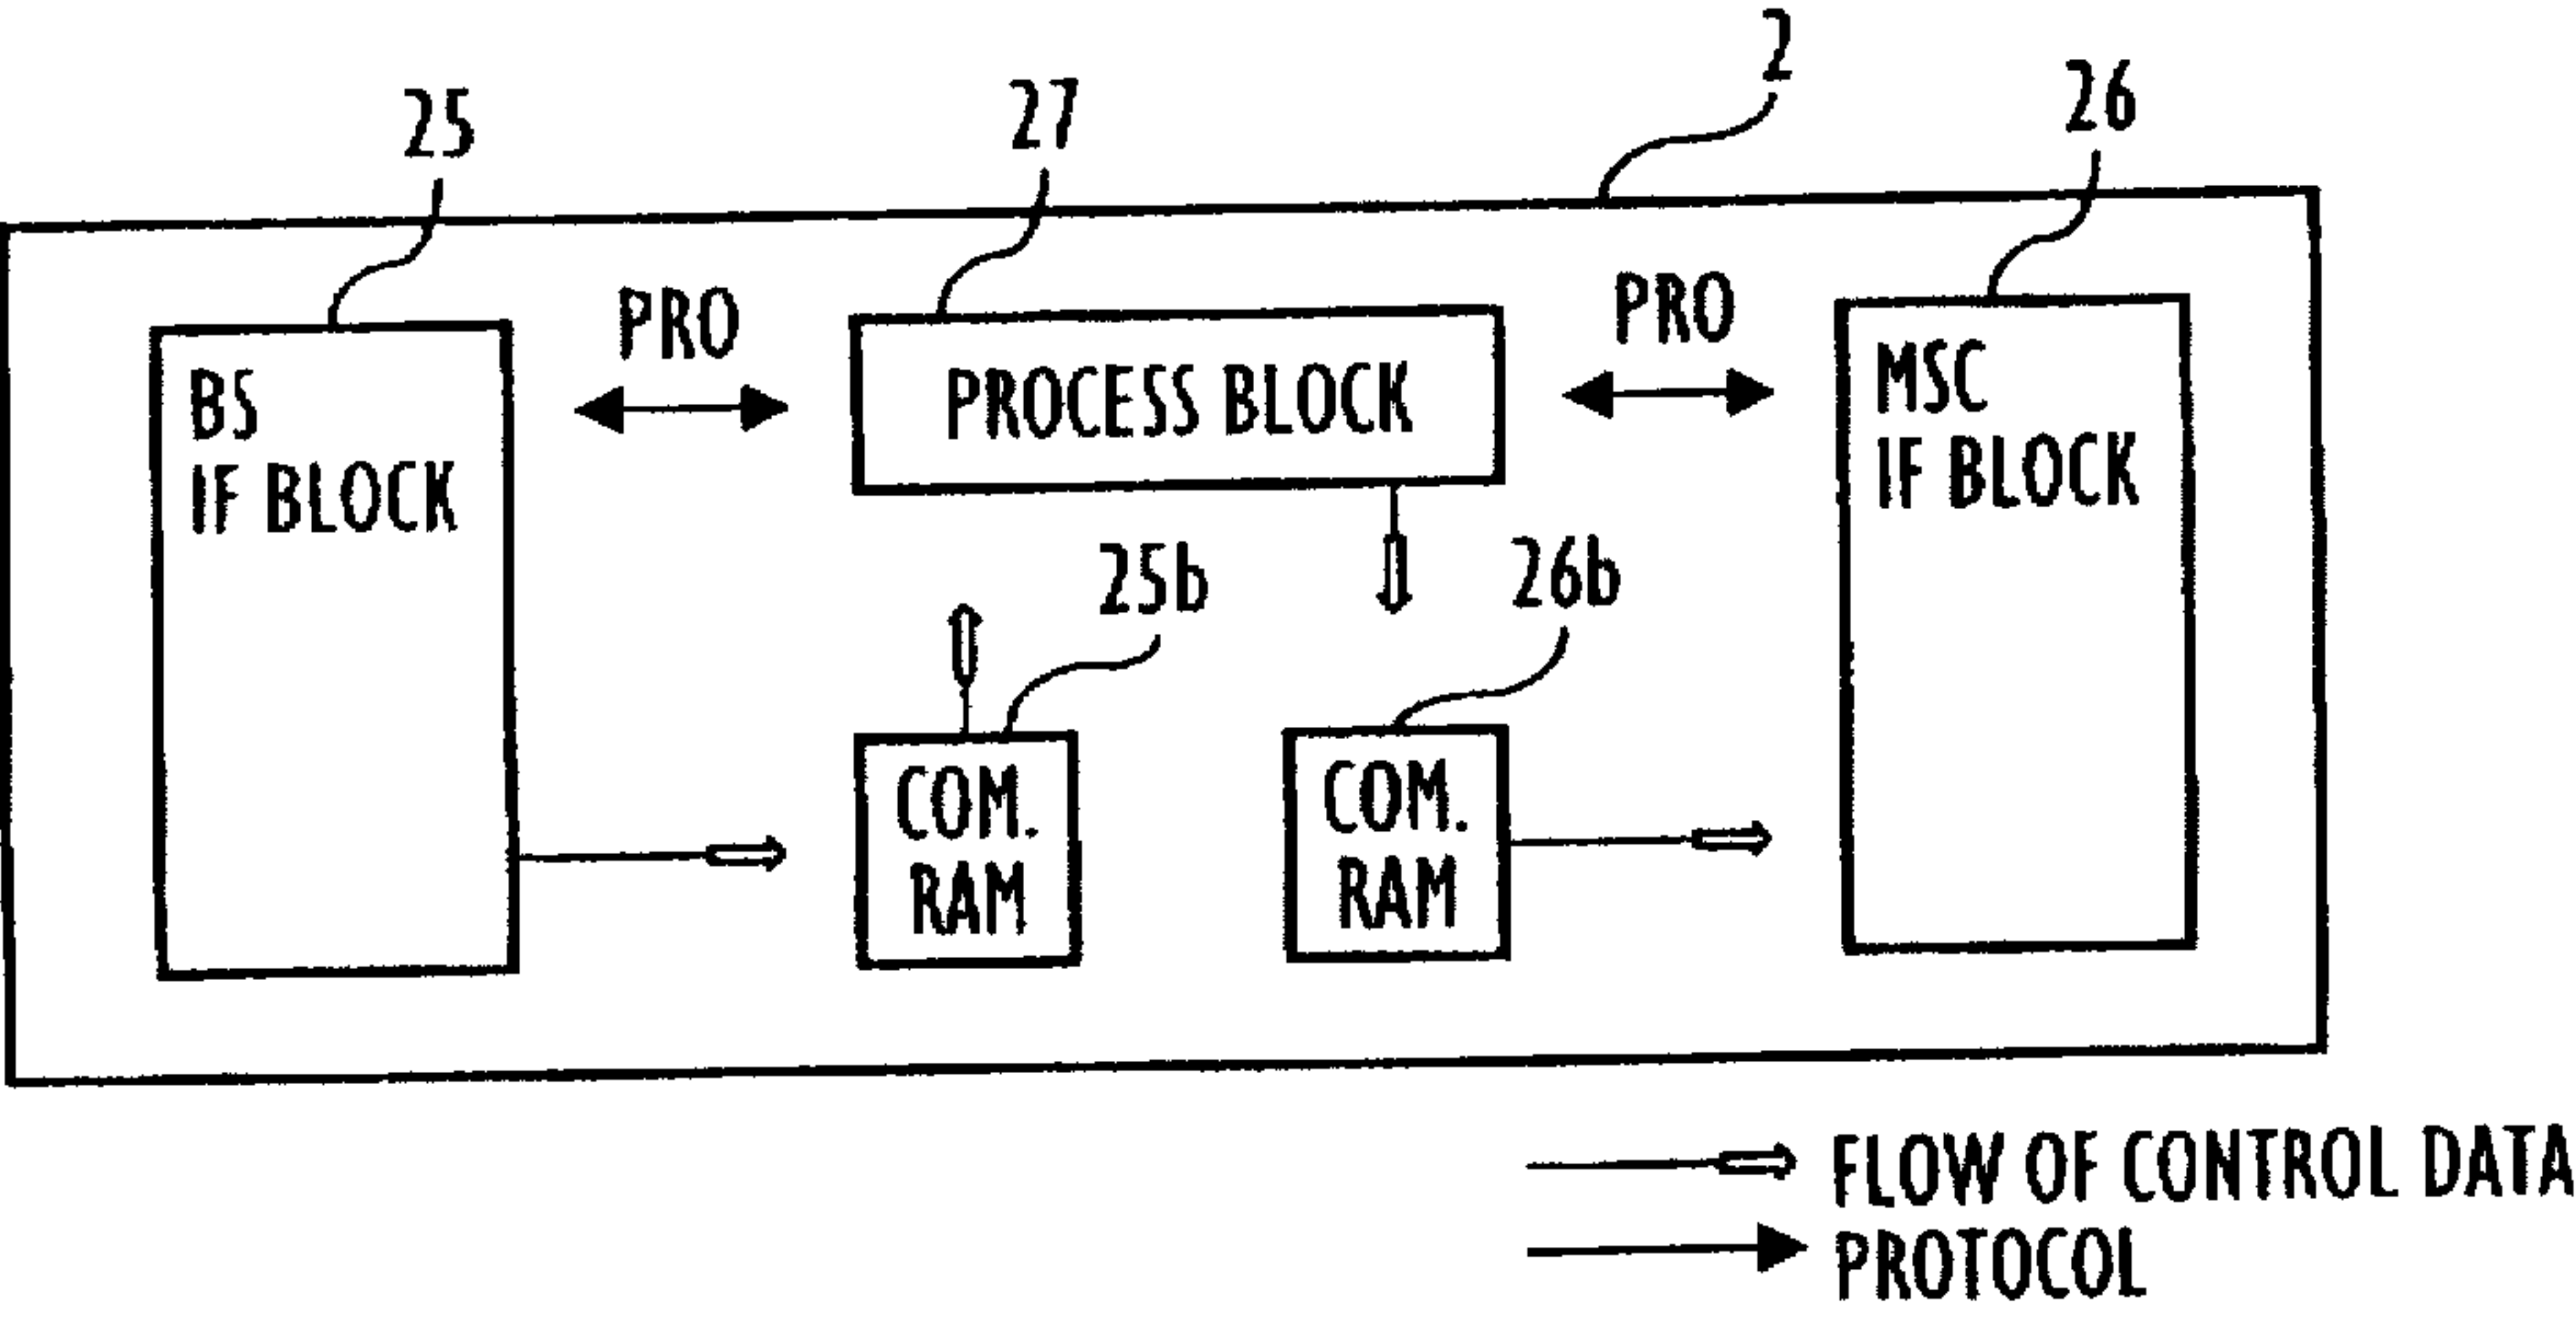 2
25
27
26
PRO
PRO
PROCESS BLOCK
BS
IF BLOCK
MSC
IF BLOCK
25b
26b
COM.
RAM
COM.
RAM
FLOW OF CONTROL DATA
PROTOCOL